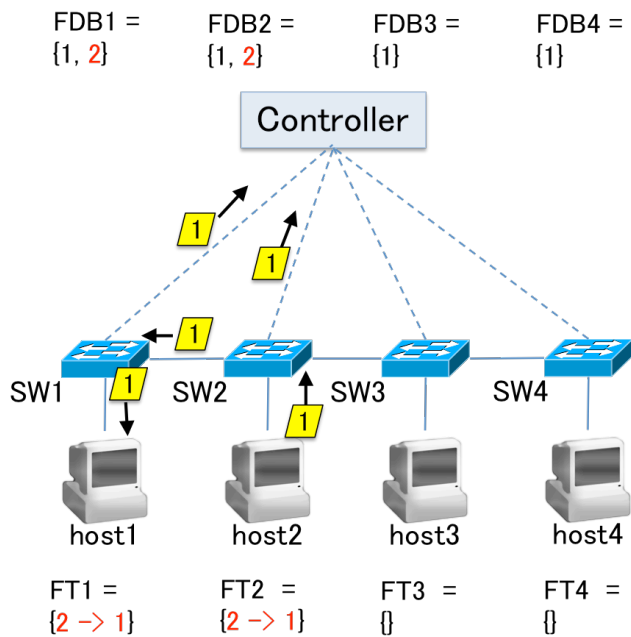 FDB1 = FDB2 = FDB3 = FDB4 =
{1, 2} {1, 2} {1} {1}
Controller
1
1
1
1
SW1 SW2 SW3 SW4
1
host1 host2 host3 host4
FT1 = FT2 = FT3 = FT4 =
{2 -> 1} {2 -> 1} {} {}